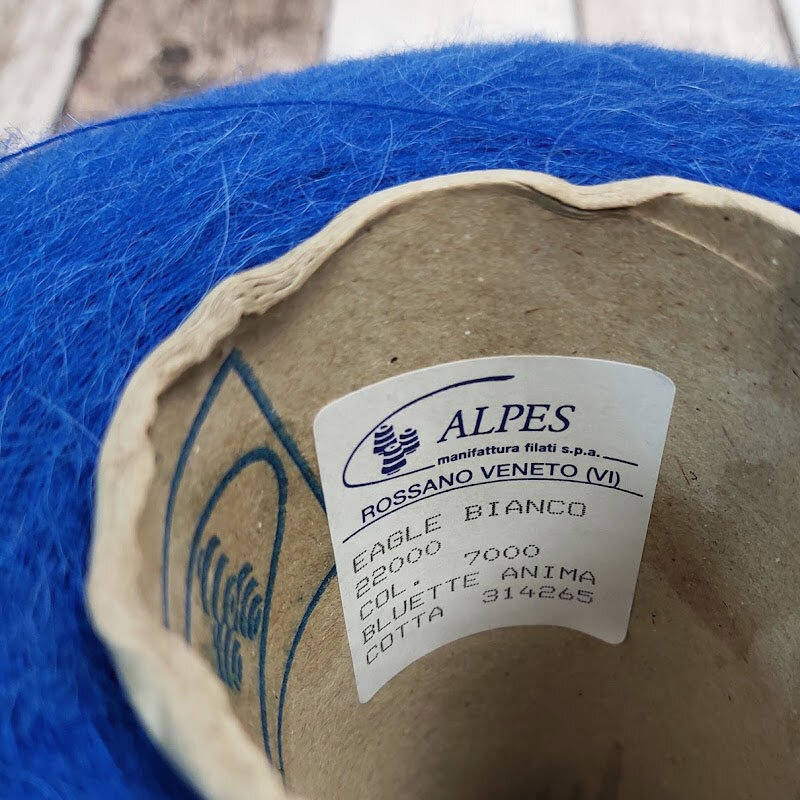 ALPES
manifattura filati s.p.a.
ROSSANO VENETO (VI)
EAGLE BIANCO
22000
COL. 7000
BLUETTE ANIMA
COTTA 314265